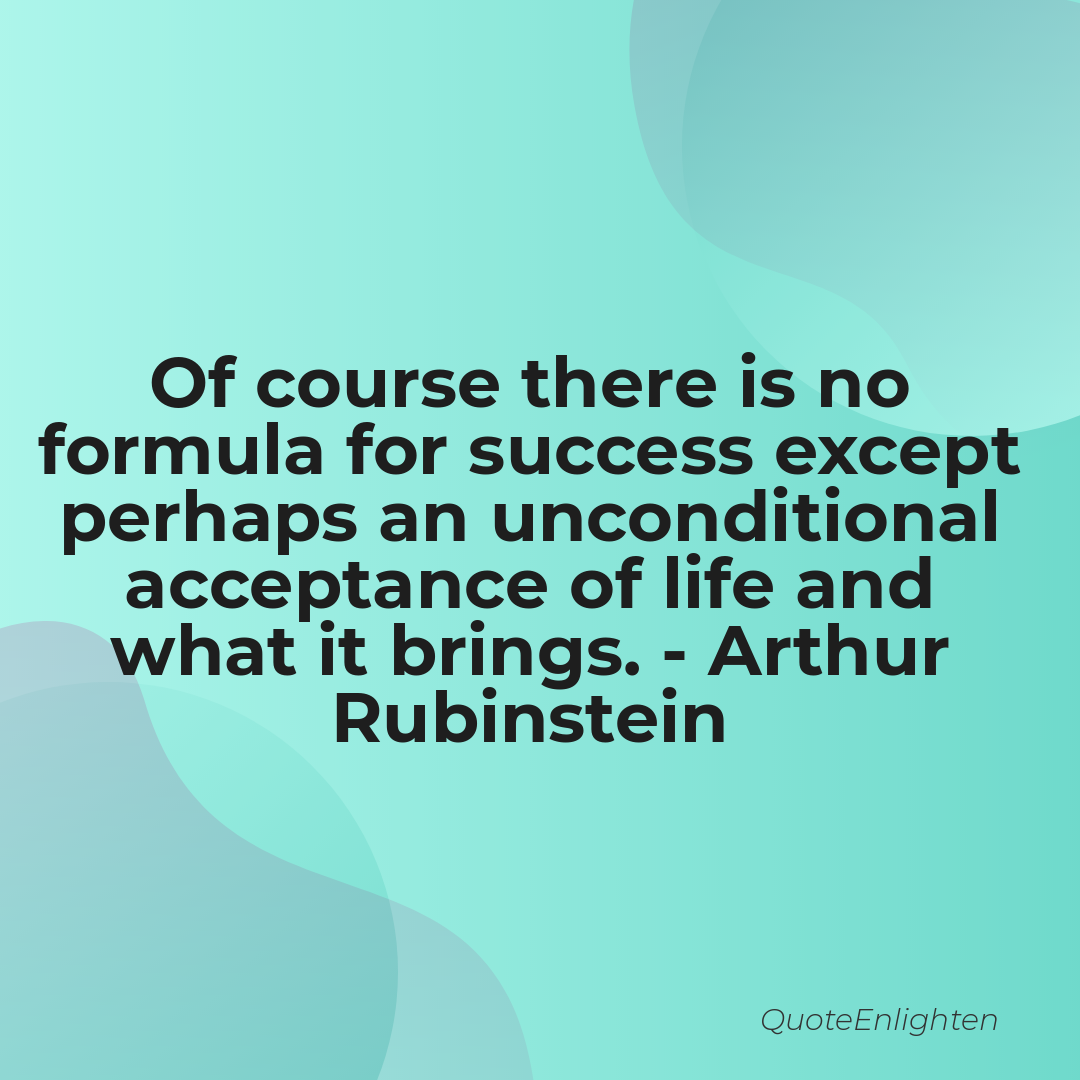 Of course there is no
formula for success except
perhaps an unconditional
acceptance of life and
what it brings. - Arthur
Rubinstein
QuoteEnlighten